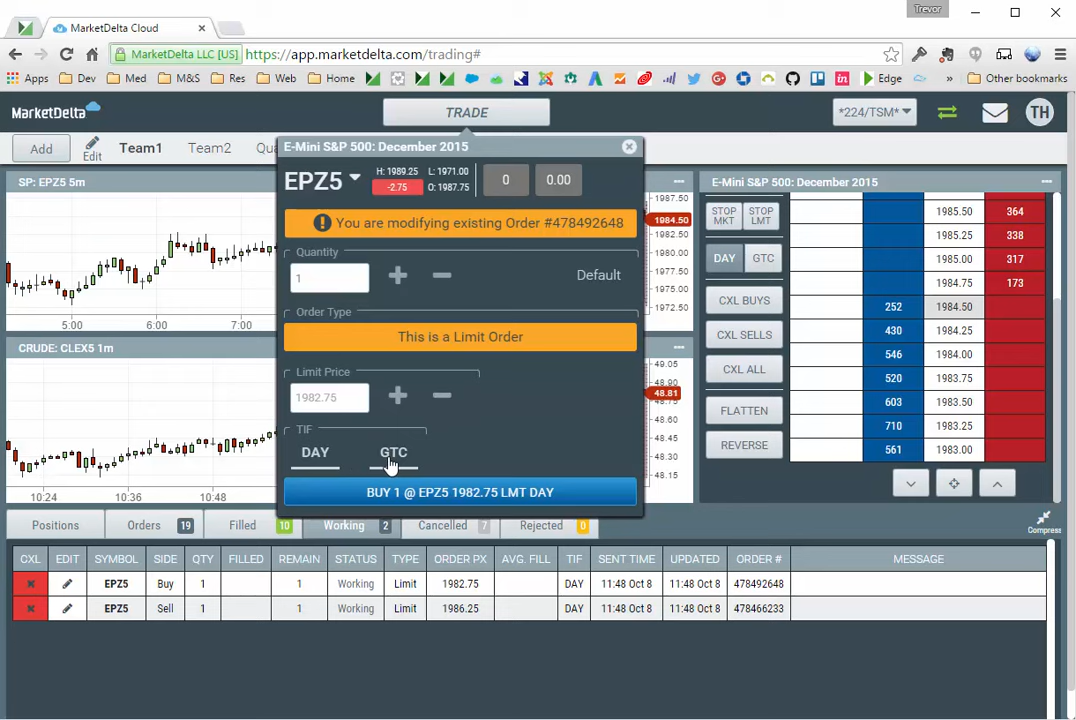 Trevor
MarketDelta Cloud
MarketDelta LLC [US]
https://app.marketdelta.com/trading#
Apps
Dev
Med
M&S
Res
Web
Home
Edge
»
Other bookmarks
MarketDelta
TRADE
*224/TSM*
TH
Add
Edit
Team1
Team2
SP: EPZ5 5m
1987.50
1984.50
1982.50
1980.00
1977.50
1975.00
1972.50
5:00
6:00
7:00
CRUDE: CLEX5 1m
49.05
48.90
48.81
48.60
48.45
48.30
48.15
10:24
10:28
10:32
10:36
10:40
E-Mini S&P 500: December 2015
EPZ5
H: 1989.25
L: 1971.00
-2.75
O: 1987.75
0
0.00
You are modifying existing Order #478492648
Quantity
1
Default
Order Type
This is a Limit Order
Limit Price
1982.75
TIF
DAY
GTC
BUY 1 @ EPZ5 1982.75 LMT DAY
E-Mini S&P 500: December 2015
STOP MKT
STOP LMT
DAY
GTC
CXL BUYS
CXL SELLS
CXL ALL
FLATTEN
REVERSE
1985.50 364
1985.25 338
1985.00 317
1984.75 173
252 1984.50
430 1984.25
546 1984.00
520 1983.75
603 1983.50
710 1983.25
561 1983.00
Positions
Orders 19
Filled 10
Working 2
Cancelled 7
Rejected 0
Compress
CXL EDIT SYMBOL SIDE QTY FILLED REMAIN STATUS TYPE ORDER PX AVG. FILL TIF SENT TIME UPDATED ORDER # MESSAGE
EPZ5 Buy 1 1 Working Limit 1982.75 DAY 11:48 Oct 8 11:48 Oct 8 478492648
EPZ5 Sell 1 1 Working Limit 1986.25 DAY 11:48 Oct 8 11:48 Oct 8 478466233